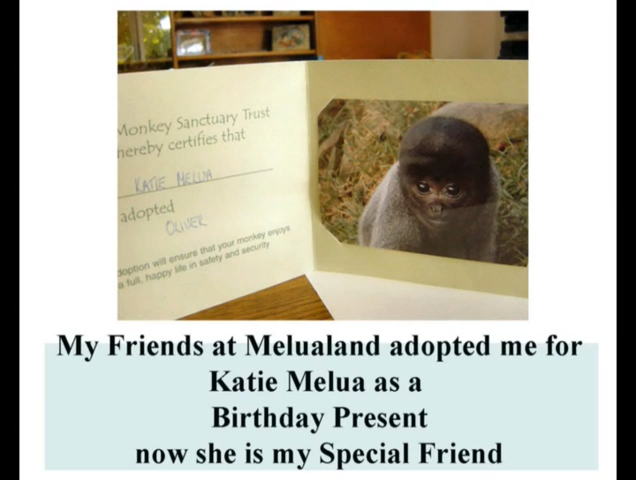 Monkey Sanctuary Trust
hereby certifies that
KATIE MELUA
adopted
OLIVER
doption will ensure that your monkey enjoys
a full, happy life in safety and security
My Friends at Melualand adopted me for
Katie Melua as a
Birthday Present
now she is my Special Friend